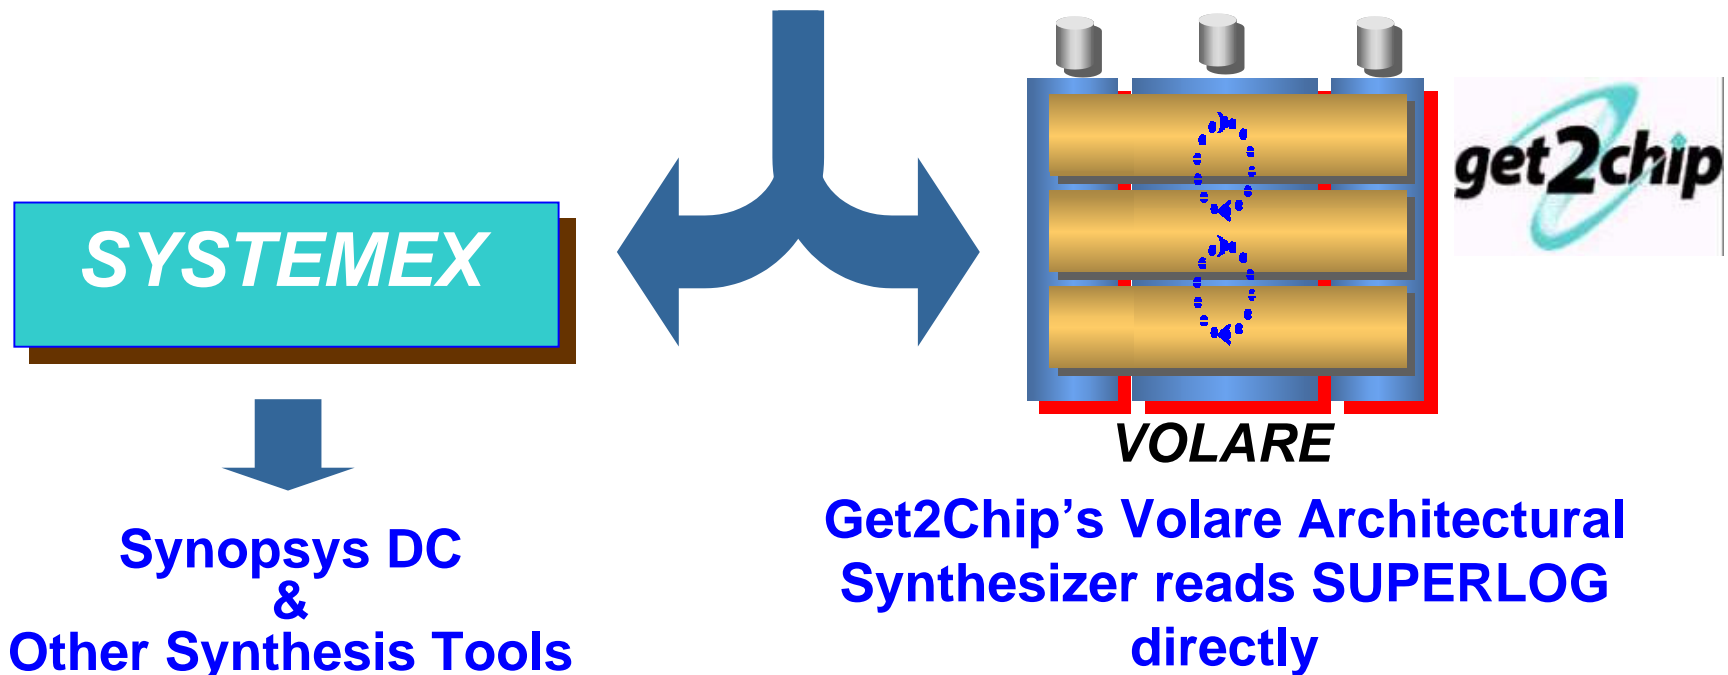 get2chip
SYSTEMEX
VOLARE
Synopsys DC
&
Other Synthesis Tools
Get2Chip’s Volare Architectural
Synthesizer reads SUPERLOG
directly